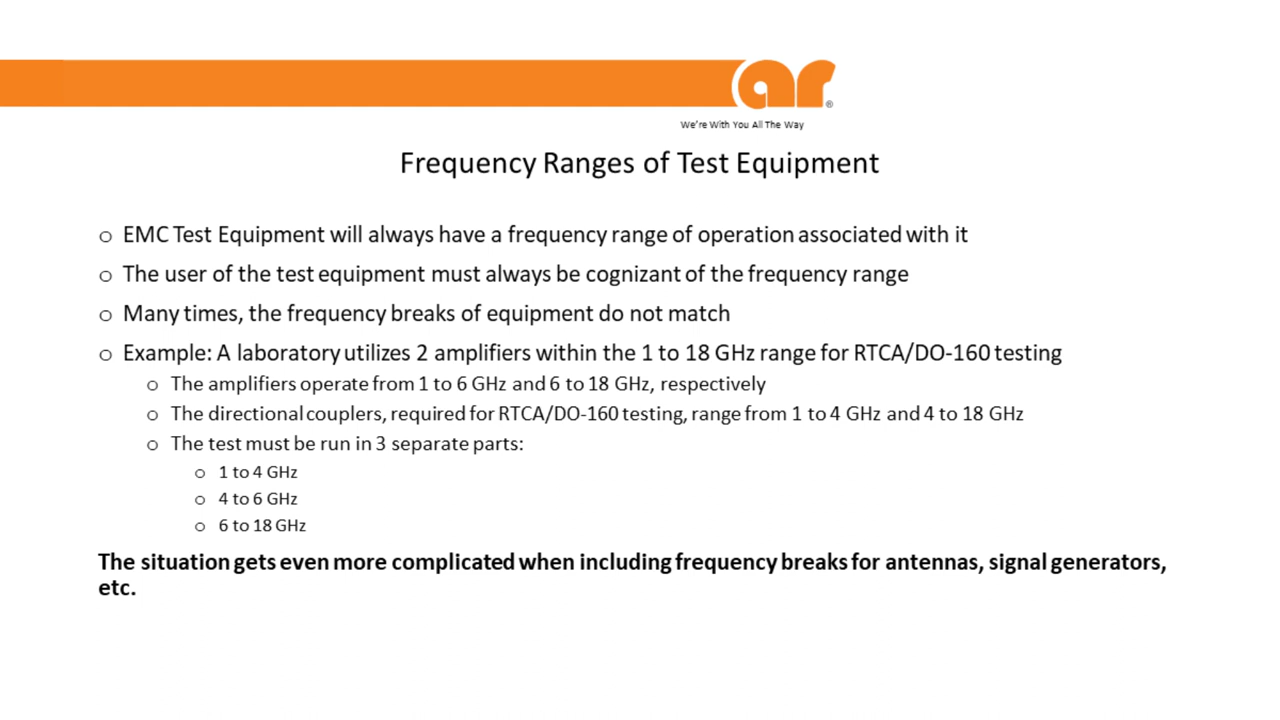 ar®
We're With You All The Way
Frequency Ranges of Test Equipment
o EMC Test Equipment will always have a frequency range of operation associated with it
o The user of the test equipment must always be cognizant of the frequency range
o Many times, the frequency breaks of equipment do not match
o Example: A laboratory utilizes 2 amplifiers within the 1 to 18 GHz range for RTCA/DO-160 testing
o The amplifiers operate from 1 to 6 GHz and 6 to 18 GHz, respectively
o The directional couplers, required for RTCA/DO-160 testing, range from 1 to 4 GHz and 4 to 18 GHz
o The test must be run in 3 separate parts:
o 1 to 4 GHz
o 4 to 6 GHz
o 6 to 18 GHz
The situation gets even more complicated when including frequency breaks for antennas, signal generators,
etc.